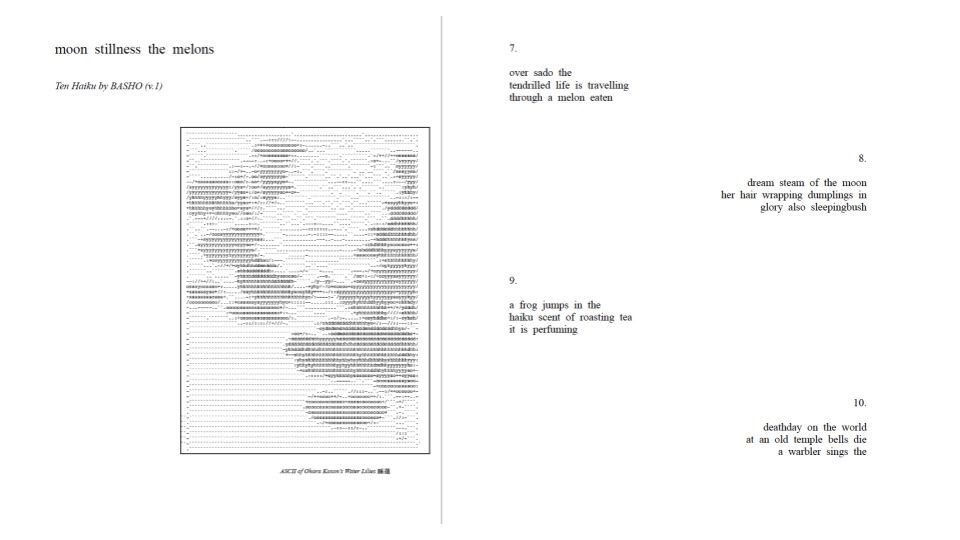 moon stillness the melons
Ten Haiku by BASHO (v.1)
ASCII of Ohara Koson's Water Lilies 睡蓮
7.
over sado the
tendrilled life is travelling
through a melon eaten
8.
dream steam of the moon
her hair wrapping dumplings in
glory also sleepingbush
9.
a frog jumps in the
haiku scent of roasting tea
it is perfuming
10.
deathday on the world
at an old temple bells die
a warbler sings the